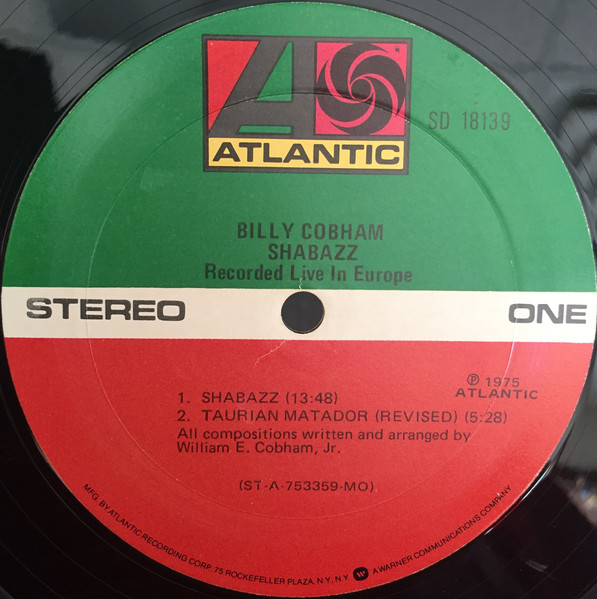 ATLANTIC
SD 18139
BILLY COBHAM
SHABAZZ
Recorded Live In Europe
STEREO
ONE
1. SHABAZZ (13:48)
2. TAURIAN MATADOR (REVISED) (5:28)
℗ 1975
ATLANTIC
All compositions written and arranged by
William E. Cobham, Jr.
(ST-A-753359-MO)
MFG. BY ATLANTIC RECORDING CORP. 75 ROCKEFELLER PLAZA, N.Y. N.Y. A WARNER COMMUNICATIONS COMPANY